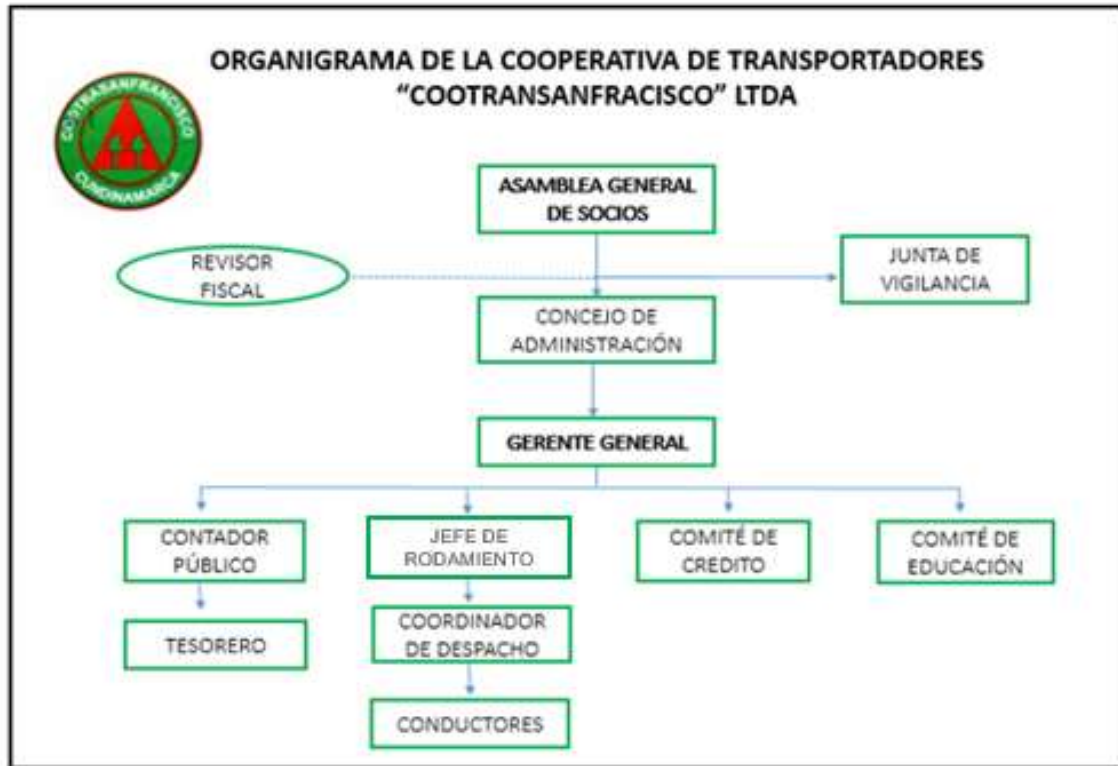 ORGANIGRAMA DE LA COOPERATIVA DE TRANSPORTADORES
“COOTRANSANFRACISCO” LTDA
COOTRASANFRANCISCO
CUNDINAMARCA
ASAMBLEA GENERAL
DE SOCIOS
REVISOR
FISCAL
JUNTA DE
VIGILANCIA
CONCEJO DE
ADMINISTRACIÓN
GERENTE GENERAL
CONTADOR
PÚBLICO
JEFE DE
RODAMIENTO
COMITÉ DE
CREDITO
COMITÉ DE
EDUCACIÓN
TESORERO
COORDINADOR
DE DESPACHO
CONDUCTORES